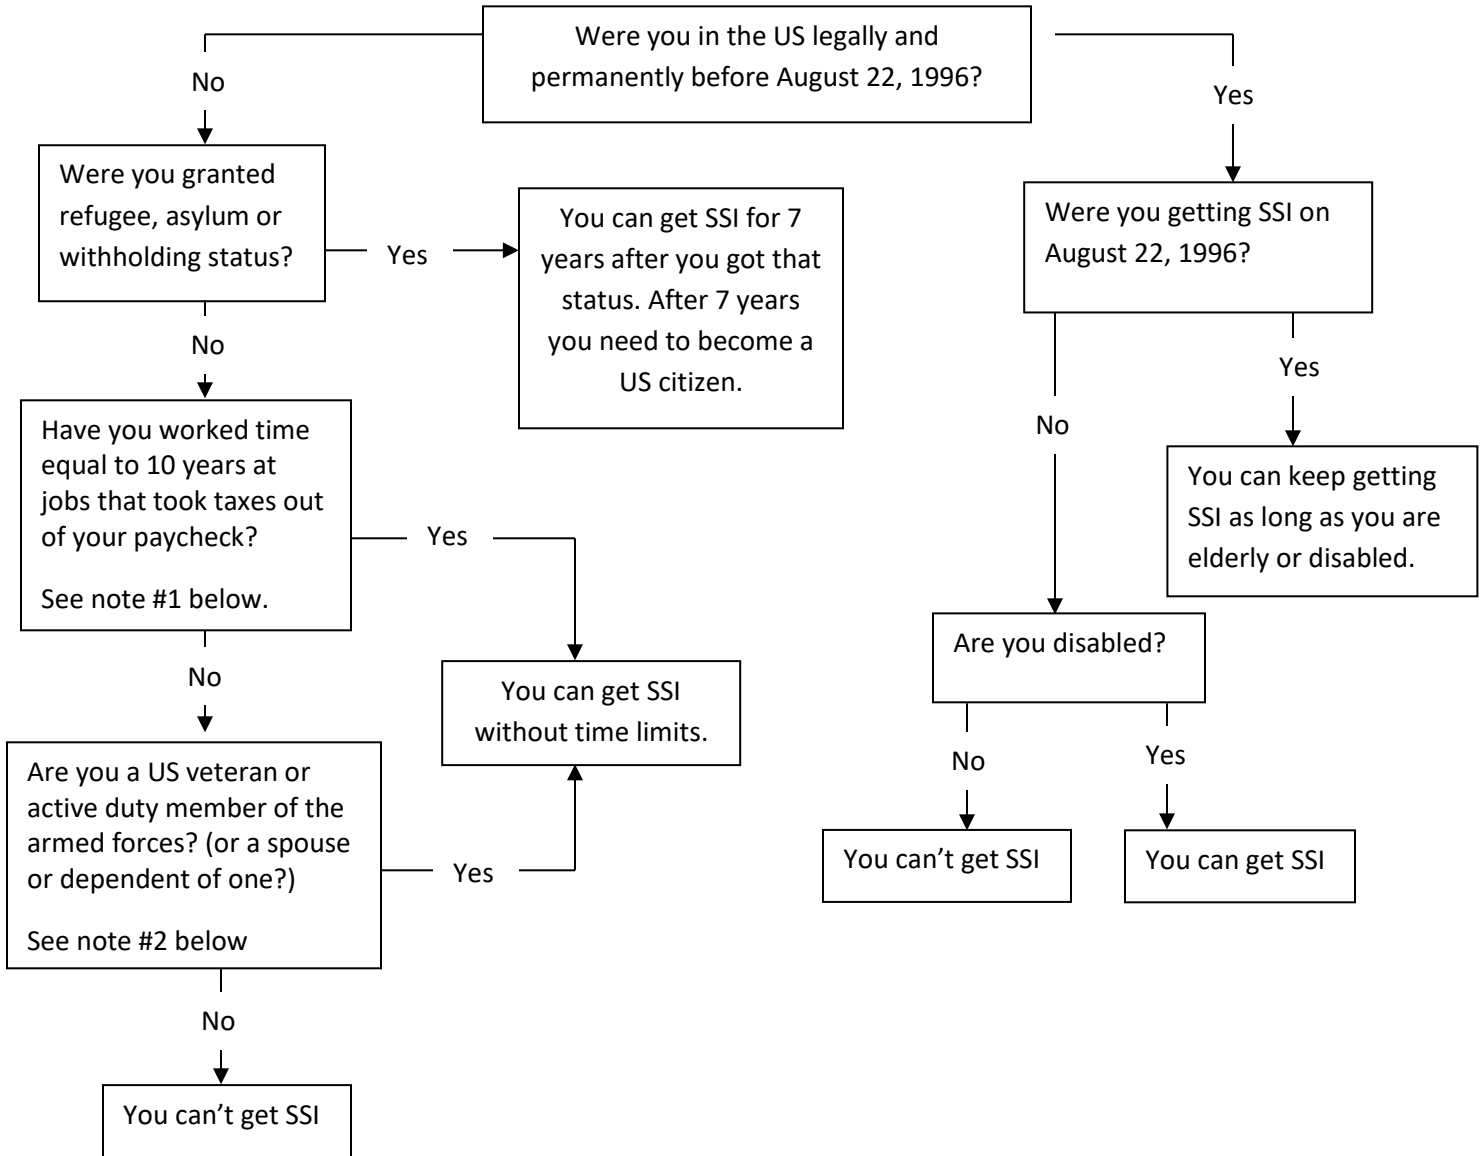 Were you in the US legally and
permanently before August 22, 1996?
No
Yes
Were you granted
refugee, asylum or
withholding status?
Yes
You can get SSI for 7
years after you got that
status. After 7 years
you need to become a
US citizen.
Were you getting SSI on
August 22, 1996?
No
Yes
No
Have you worked time
equal to 10 years at
jobs that took taxes out
of your paycheck?
See note #1 below.
Yes
You can keep getting
SSI as long as you are
elderly or disabled.
Are you disabled?
No
You can get SSI
without time limits.
No
Yes
Are you a US veteran or
active duty member of the
armed forces? (or a spouse
or dependent of one?)
See note #2 below
Yes
You can’t get SSI
You can get SSI
No
You can’t get SSI